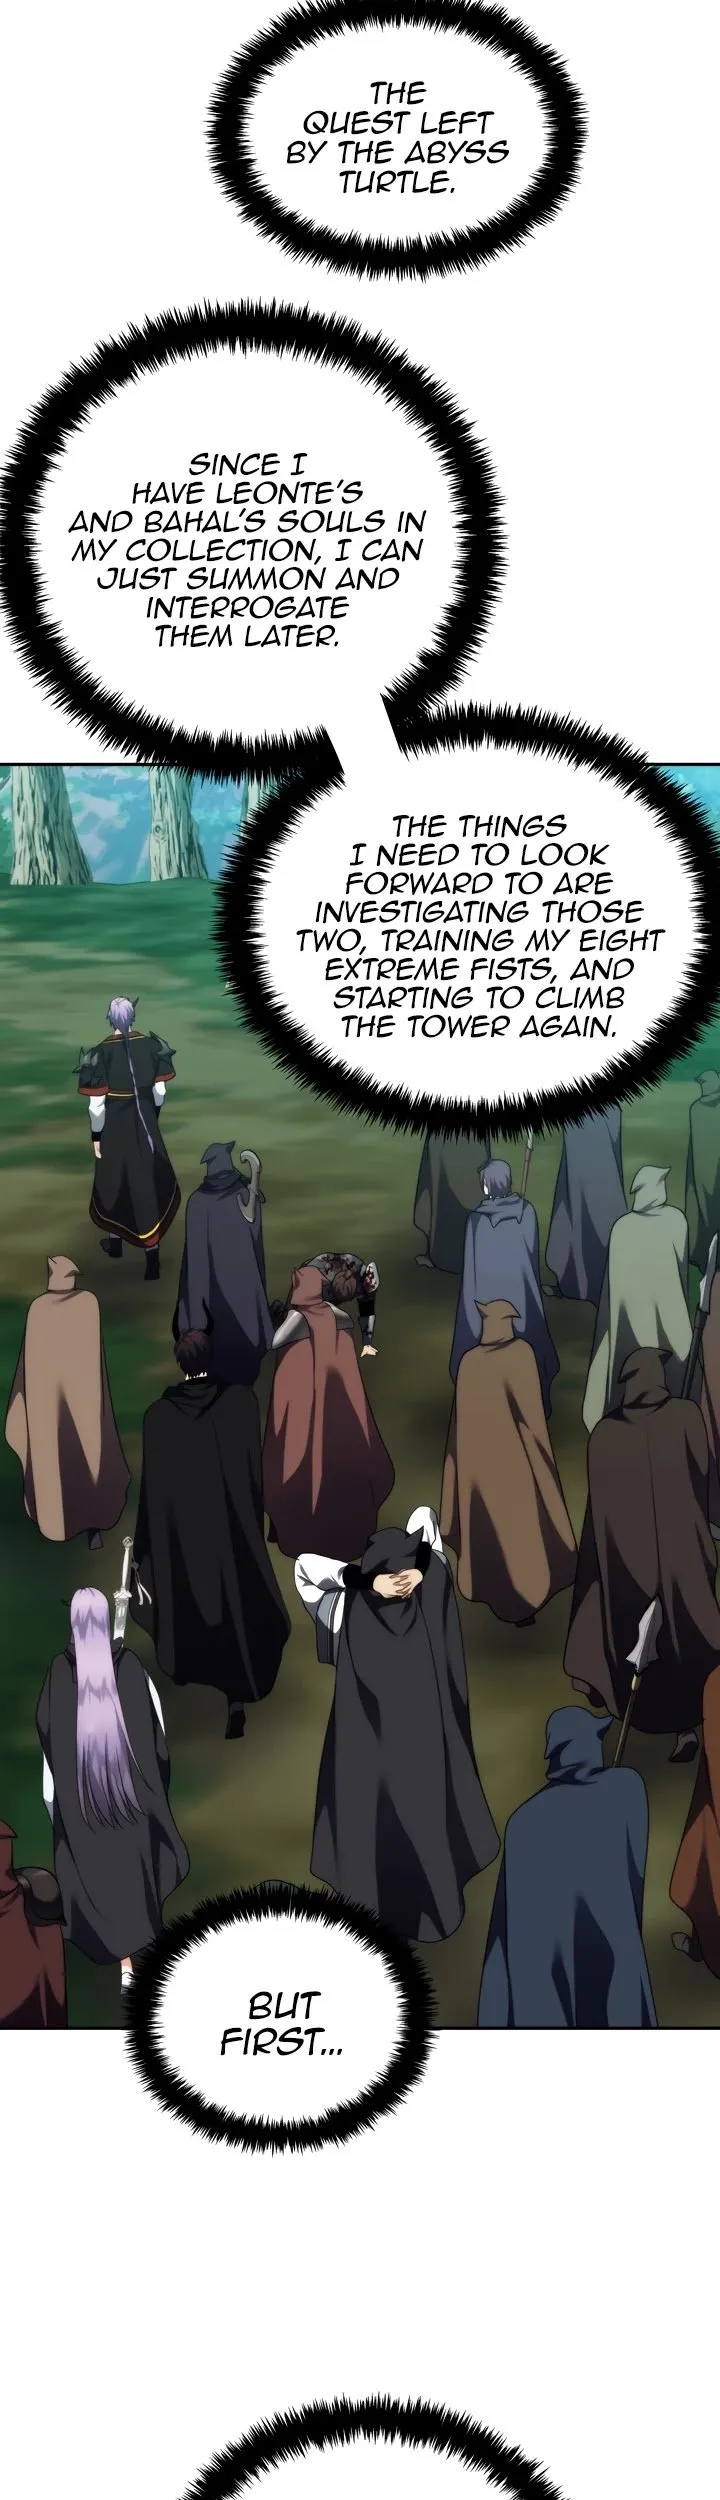 THE
QUEST LEFT
BY THE ABYSS
TURTLE.
SINCE I
HAVE LEONTE'S
AND BAHAL'S SOULS IN
MY COLLECTION, I CAN
JUST SUMMON AND
INTERROGATE
THEM LATER.
THE THINGS
I NEED TO LOOK
FORWARD TO ARE
INVESTIGATING THOSE
TWO, TRAINING MY EIGHT
EXTREME FISTS, AND
STARTING TO CLIMB
THE TOWER AGAIN.
BUT
FIRST...